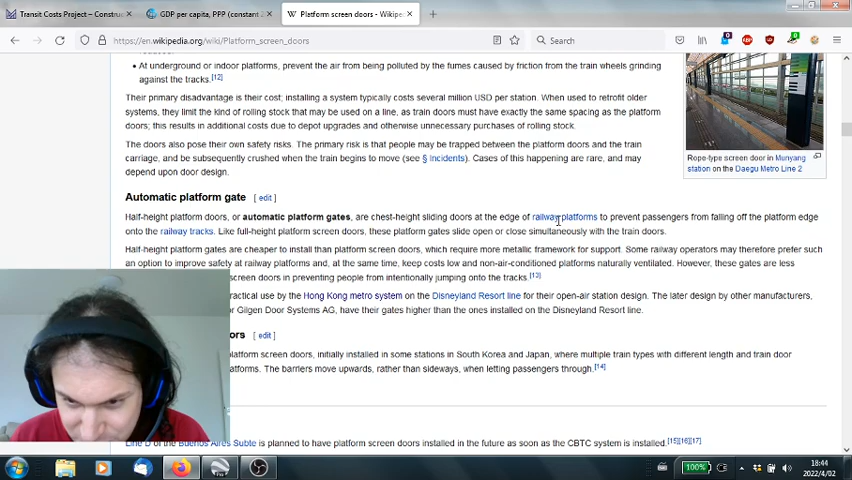 Transit Costs Project – Construc
GDP per capita, PPP (constant 2
Platform screen doors - Wikipe
https://en.wikipedia.org/wiki/Platform_screen_doors
Search
• At underground or indoor platforms, prevent the air from being polluted by the fumes caused by friction from the train wheels grinding
against the tracks.[12]
Their primary disadvantage is their cost; installing a system typically costs several million USD per station. When used to retrofit older
systems, they limit the kind of rolling stock that may be used on a line, as train doors must have exactly the same spacing as the platform
doors; this results in additional costs due to depot upgrades and otherwise unnecessary purchases of rolling stock.
The doors also pose their own safety risks. The primary risk is that people may be trapped between the platform doors and the train
carriage, and be subsequently crushed when the train begins to move (see § Incidents). Cases of this happening are rare, and may
depend upon door design.
Rope-type screen door in Munyang
station on the Daegu Metro Line 2
Automatic platform gate [ edit ]
Half-height platform doors, or automatic platform gates, are chest-height sliding doors at the edge of railway platforms to prevent passengers from falling off the platform edge
onto the railway tracks. Like full-height platform screen doors, these platform gates slide open or close simultaneously with the train doors.
Half-height platform gates are cheaper to install than platform screen doors, which require more metallic framework for support. Some railway operators may therefore prefer such
an option to improve safety at railway platforms and, at the same time, keep costs low and non-air-conditioned platforms naturally ventilated. However, these gates are less
screen doors in preventing people from intentionally jumping onto the tracks.[13]
practical use by the Hong Kong metro system on the Disneyland Resort line for their open-air station design. The later design by other manufacturers,
or Gilgen Door Systems AG, have their gates higher than the ones installed on the Disneyland Resort line.
ors [ edit ]
platform screen doors, initially installed in some stations in South Korea and Japan, where multiple train types with different length and train door
atforms. The barriers move upwards, rather than sideways, when letting passengers through.[14]
Line D of the Buenos Aires Subte is planned to have platform screen doors installed in the future as soon as the CBTC system is installed.[15][16][17]
100%
18:44
2022/4/02